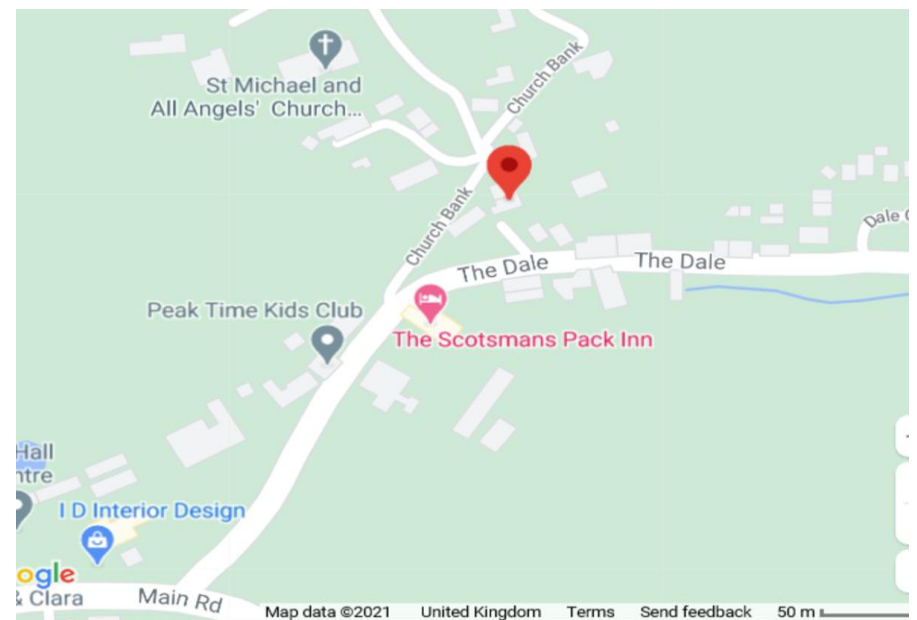 St Michael and
All Angels' Church...
Church Bank
Church Bank
Dale
The Dale
The Dale
Peak Time Kids Club
The Scotsmans Pack Inn
Hall
ntre
I D Interior Design
ogle
& Clara
Main Rd
Map data ©2021 United Kingdom Terms Send feedback 50 m